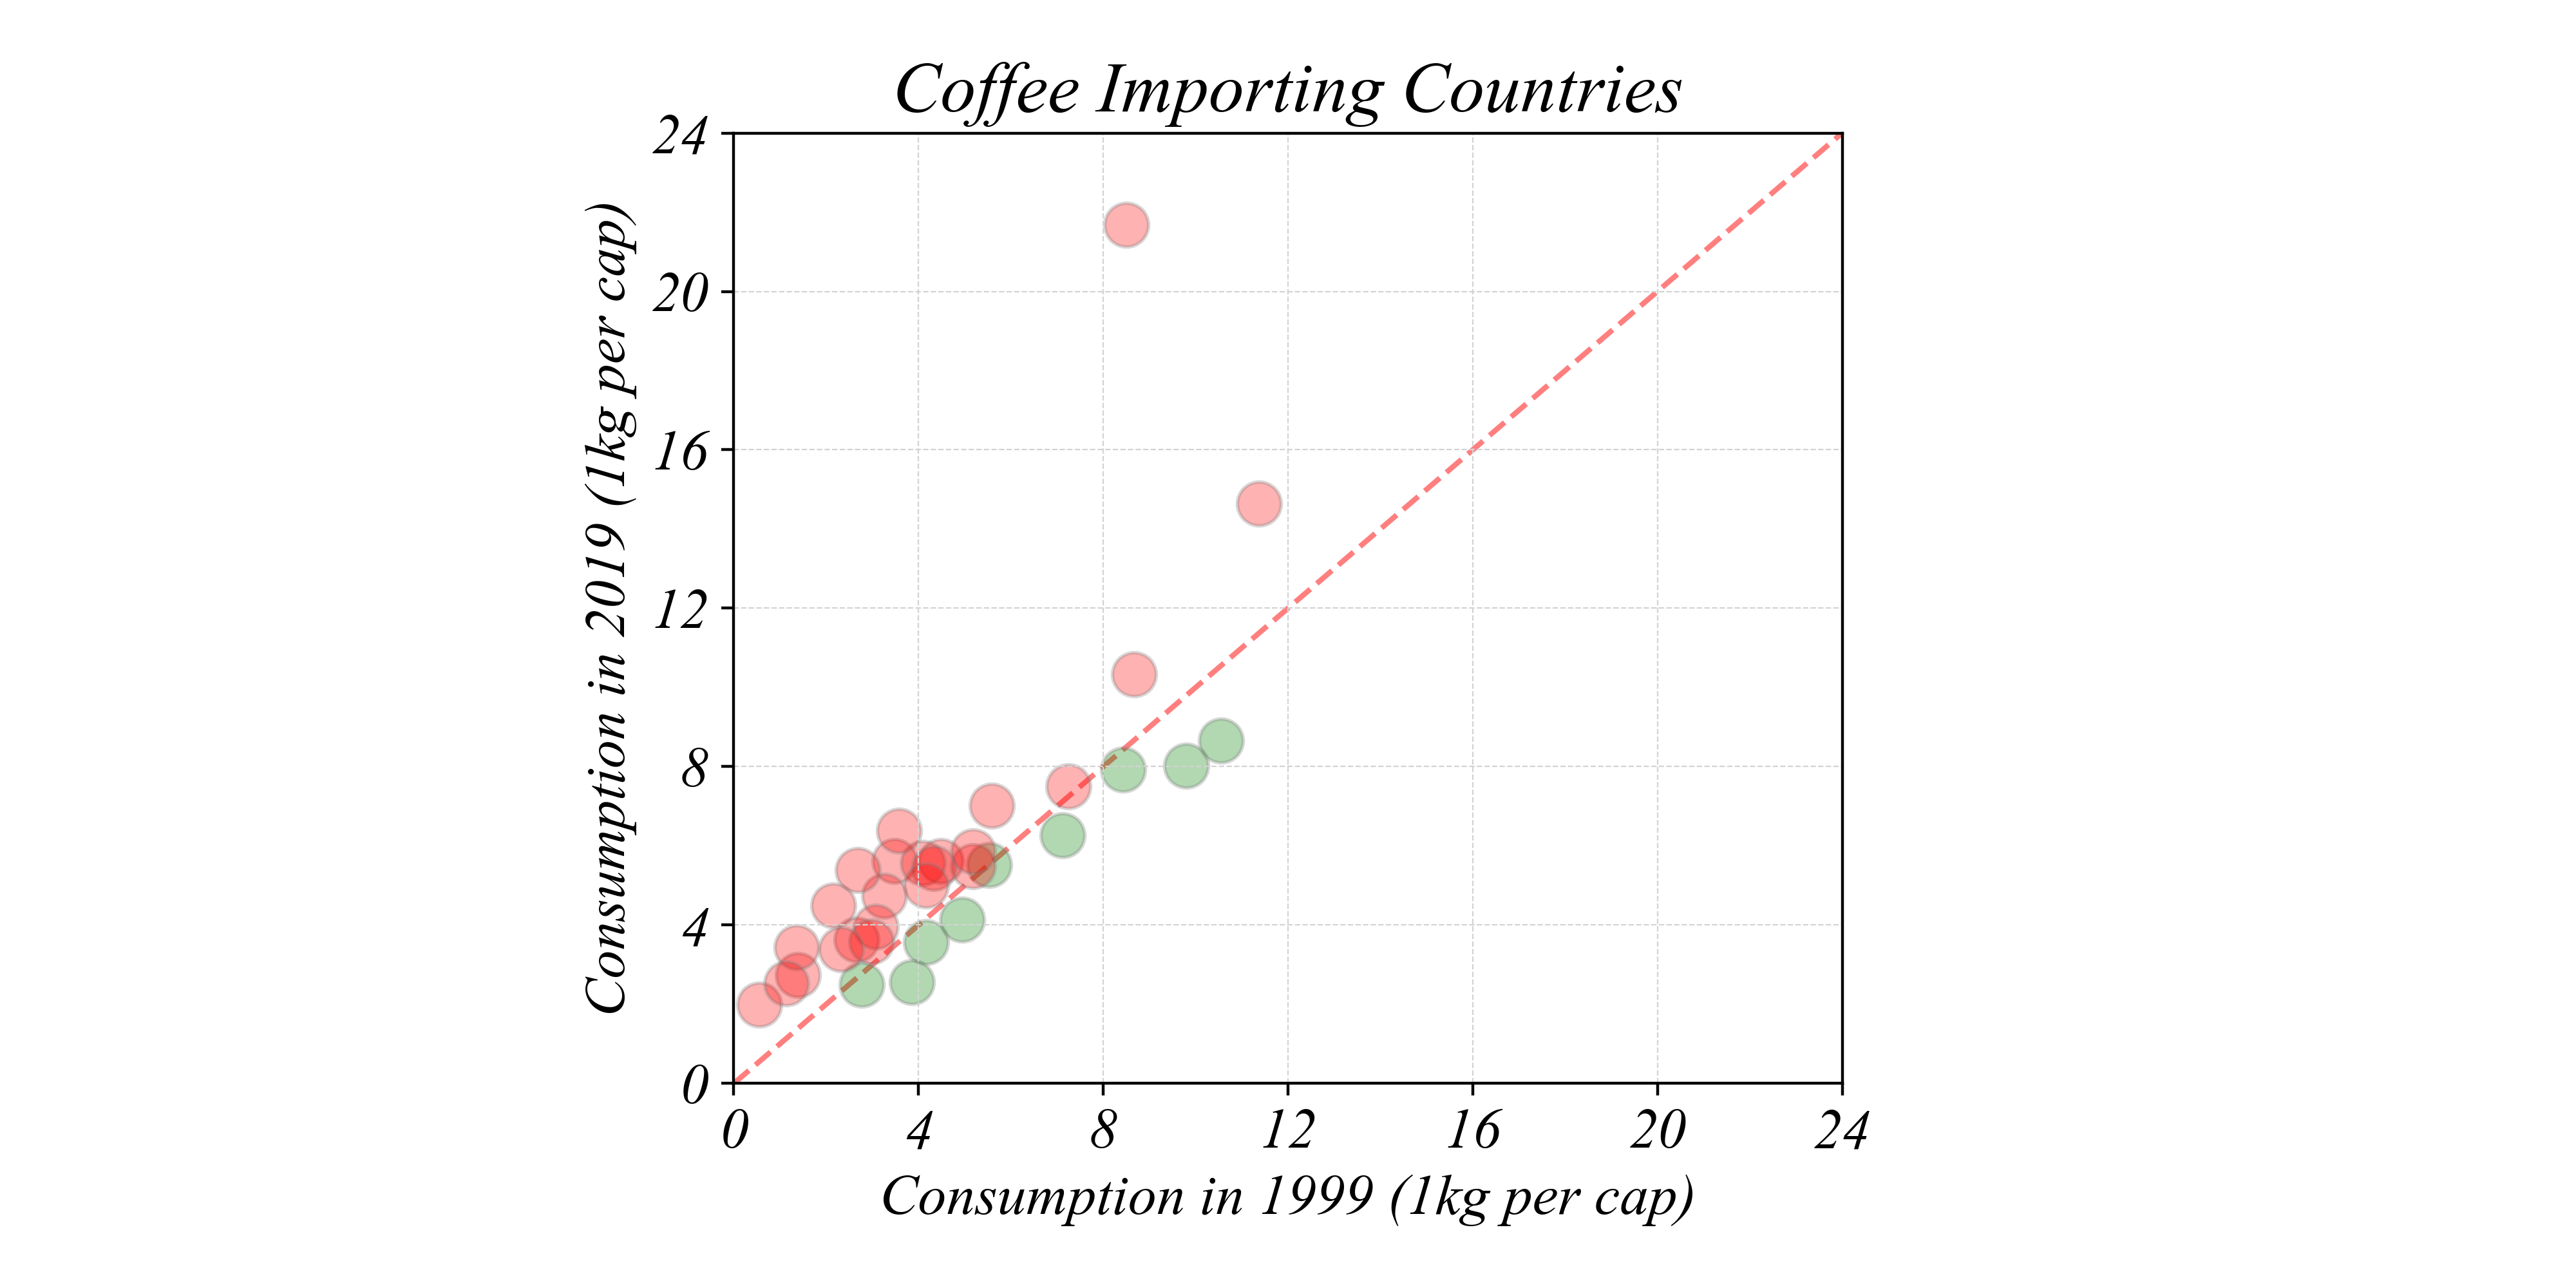 Coffee Importing Countries
Consumption in 2019 (1kg per cap)
24
20
16
12
8
4
0
0 4 8 12 16 20 24
Consumption in 1999 (1kg per cap)